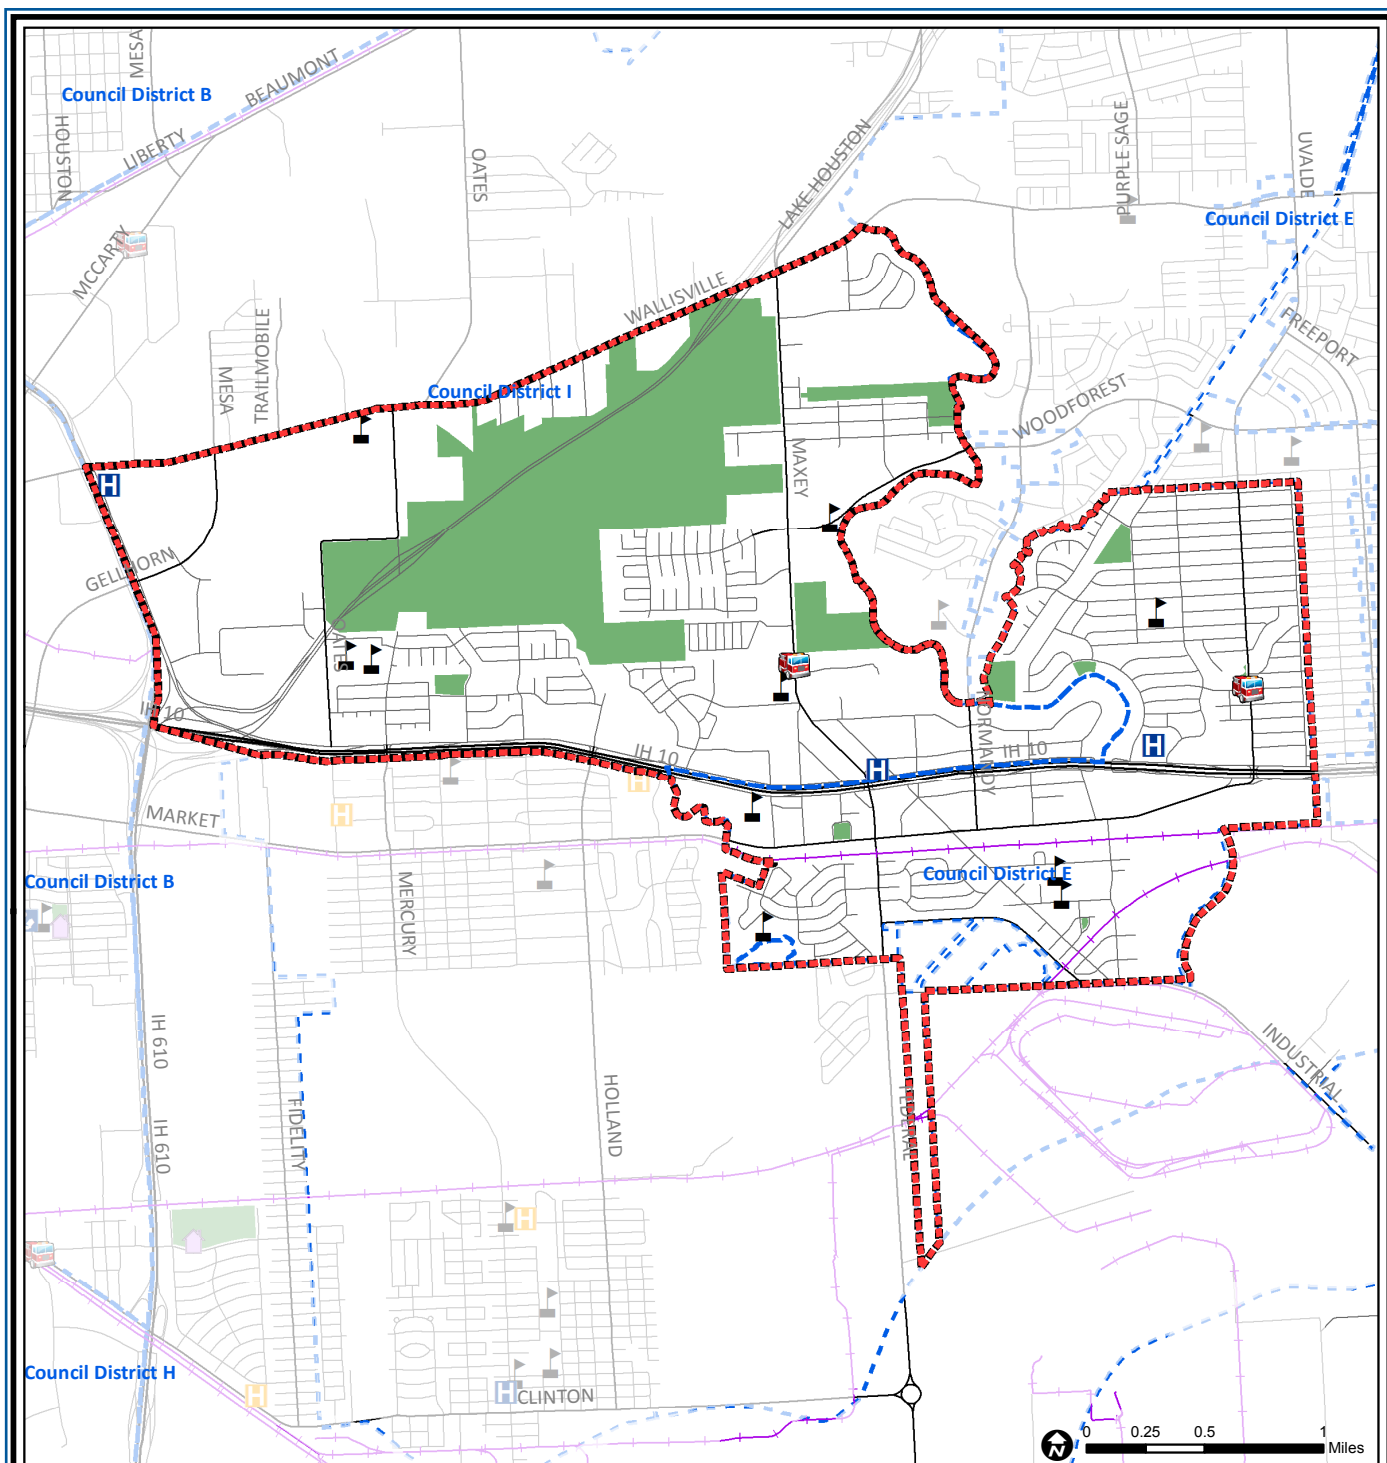 MESA
BEAUMONT
Council District B
HOUSTON
LIBERTY
OATES
LAKE HOUSTON
PURPLE SAGE
UVALDE
Council District E
MCCARTY
WALLISVILLE
TRAILMOBILE
FREEPORT
MESA
Council District I
WOODFOREST
MAXEY
H
GELLHORN
OATES
IH 10
NORMANDY
IH 10
IH 10
H
H
H
H
MARKET
Council District B
MERCURY
Council District E
IH 610
INDUSTRIAL
HOLLAND
FIDELITY
FEDERAL
IH 610
H
Council District H
H
H
CLINTON
N
0 0.25 0.5 1
Miles